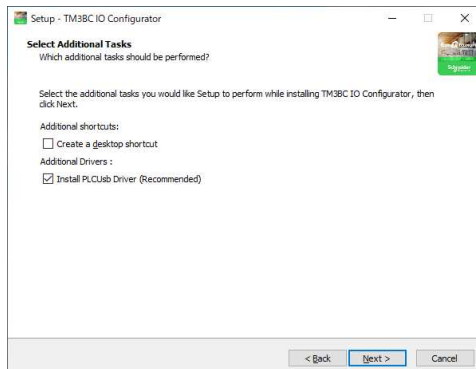 Setup - TM3BC IO Configurator
Select Additional Tasks
Which additional tasks should be performed?
Schneider
Select the additional tasks you would like Setup to perform while installing TM3BC IO Configurator, then
click Next.
Additional shortcuts:
Create a desktop shortcut
Additional Drivers :
Install PLCUsb Driver (Recommended)
< Back
Next >
Cancel